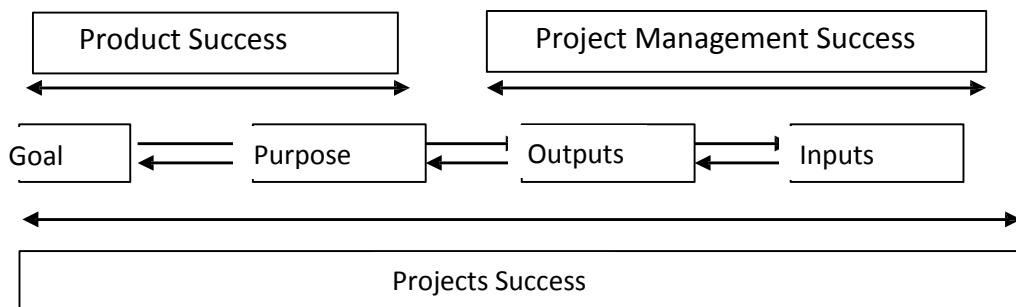 Product Success
Project Management Success
Goal
Purpose
Outputs
Inputs
Projects Success